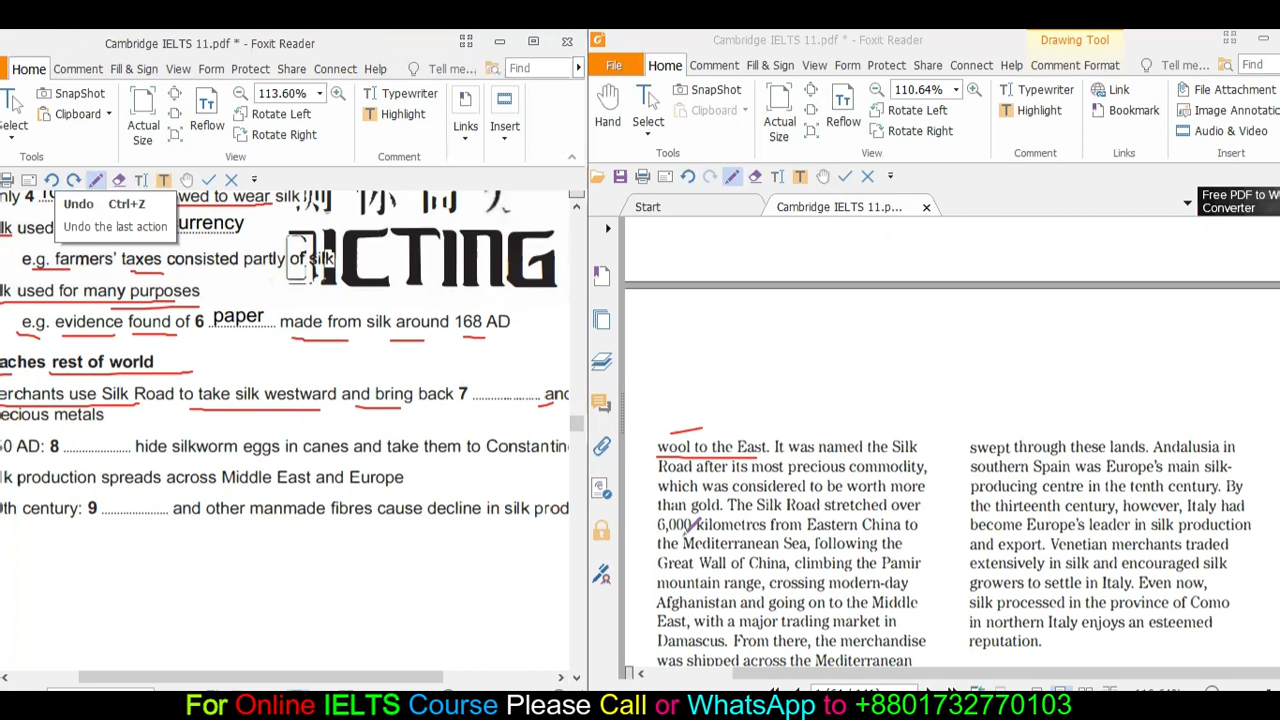 Cambridge IELTS 11.pdf * - Foxit Reader
Home Comment Fill & Sign View Form Protect Share Connect Help Tell me... Find
SnapShot
Clipboard
Select
Actual Size
Reflow
113.60%
Rotate Left
Rotate Right
Typewriter
Highlight
Links
Insert
Tools View Comment
Undo Ctrl+Z
Undo the last action
owed to wear silk
silk used urrency
e.g. farmers' taxes consisted partly of silk
ICTING
lk used for many purposes
e.g. evidence found of 6 paper made from silk around 168 AD
aches rest of world
erchants use Silk Road to take silk westward and bring back 7 .................... and
ecious metals
0 AD: 8 .................... hide silkworm eggs in canes and take them to Constantin
k production spreads across Middle East and Europe
0th century: 9 .................... and other manmade fibres cause decline in silk prod
Cambridge IELTS 11.pdf * - Foxit Reader
Drawing Tool
File Home Comment Fill & Sign View Form Protect Share Connect Help Comment Format Tell me... Find
Hand
Select
SnapShot
Clipboard
Actual Size
Reflow
110.64%
Rotate Left
Rotate Right
Typewriter
Highlight
Link
Bookmark
File Attachment
Image Annotat
Audio & Video
Tools View Comment Links Insert
Start
Cambridge IELTS 11.p...
Free PDF to W
Converter
wool to the East. It was named the Silk
Road after its most precious commodity,
which was considered to be worth more
than gold. The Silk Road stretched over
6,000 kilometres from Eastern China to
the Mediterranean Sea, following the
Great Wall of China, climbing the Pamir
mountain range, crossing modern-day
Afghanistan and going on to the Middle
East, with a major trading market in
Damascus. From there, the merchandise
was shipped across the Mediterranean
swept through these lands. Andalusia in
southern Spain was Europe's main silk-
producing centre in the tenth century. By
the thirteenth century, however, Italy had
become Europe's leader in silk production
and export. Venetian merchants traded
extensively in silk and encouraged silk
growers to settle in Italy. Even now,
silk processed in the province of Como
in northern Italy enjoys an esteemed
reputation.
For Online IELTS Course Please Call or WhatsApp to +8801732770103